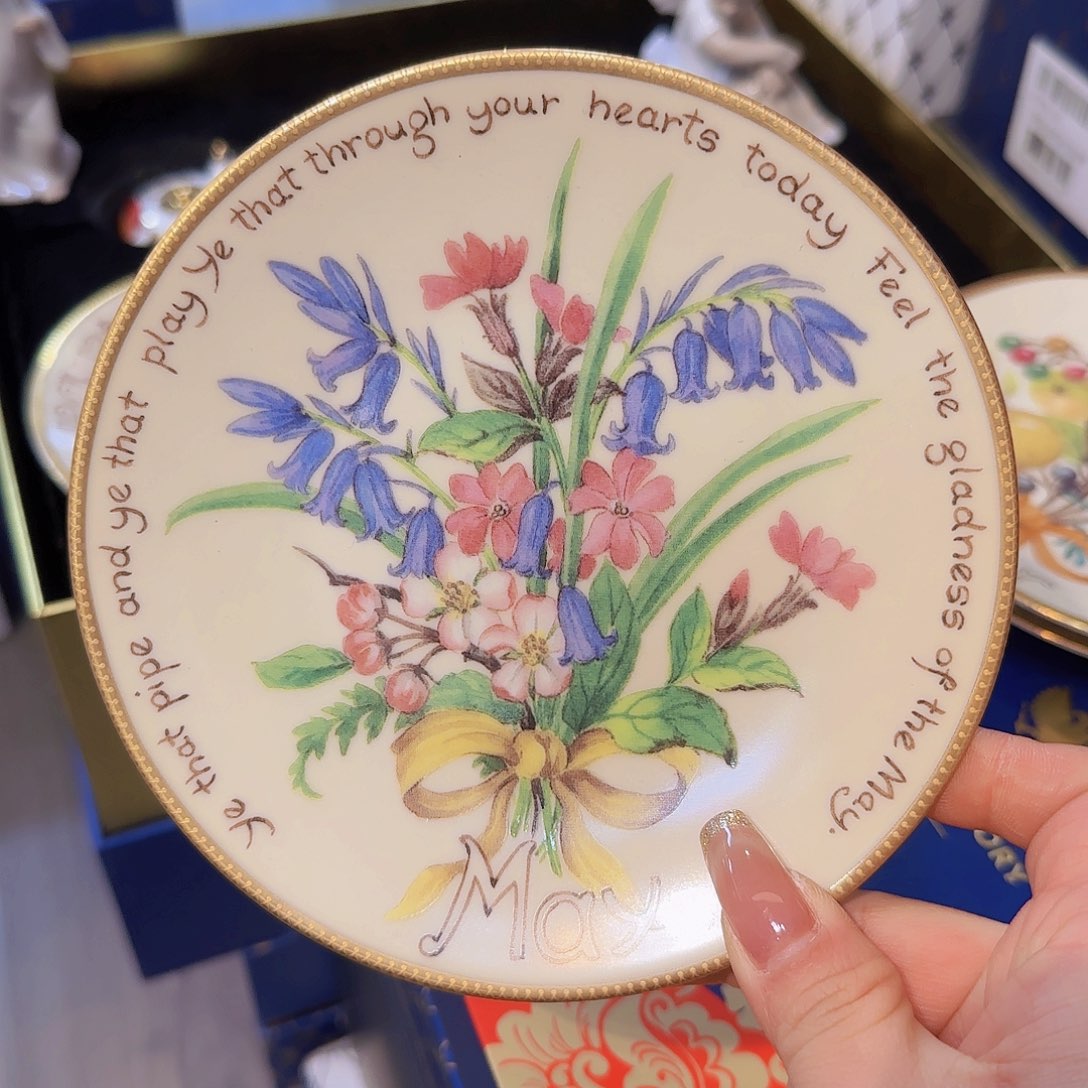 Ye that pipe and ye that play Ye that through your hearts today Feel the gladness of the May.
May
ORY